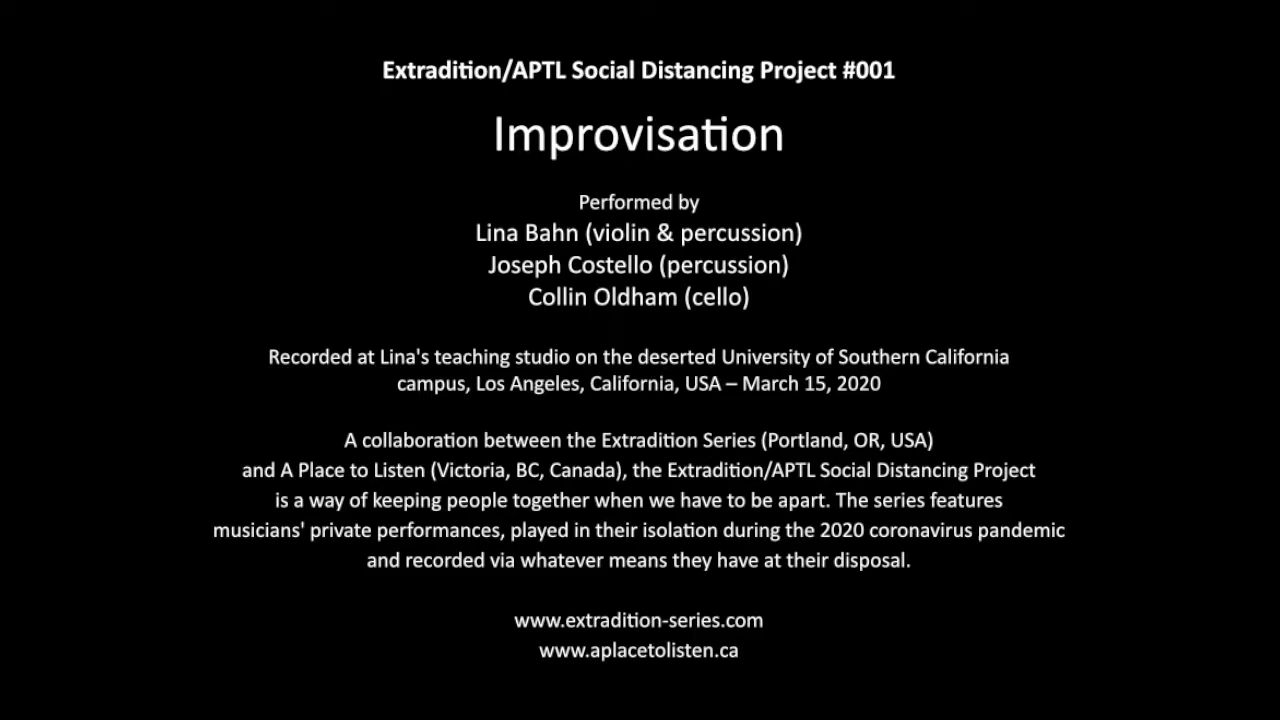 Extradition/APTL Social Distancing Project #001
Improvisation
Performed by
Lina Bahn (violin & percussion)
Joseph Costello (percussion)
Collin Oldham (cello)
Recorded at Lina's teaching studio on the deserted University of Southern California
campus, Los Angeles, California, USA – March 15, 2020
A collaboration between the Extradition Series (Portland, OR, USA)
and A Place to Listen (Victoria, BC, Canada), the Extradition/APTL Social Distancing Project
is a way of keeping people together when we have to be apart. The series features
musicians' private performances, played in their isolation during the 2020 coronavirus pandemic
and recorded via whatever means they have at their disposal.
www.extradition-series.com
www.aplacetolisten.ca